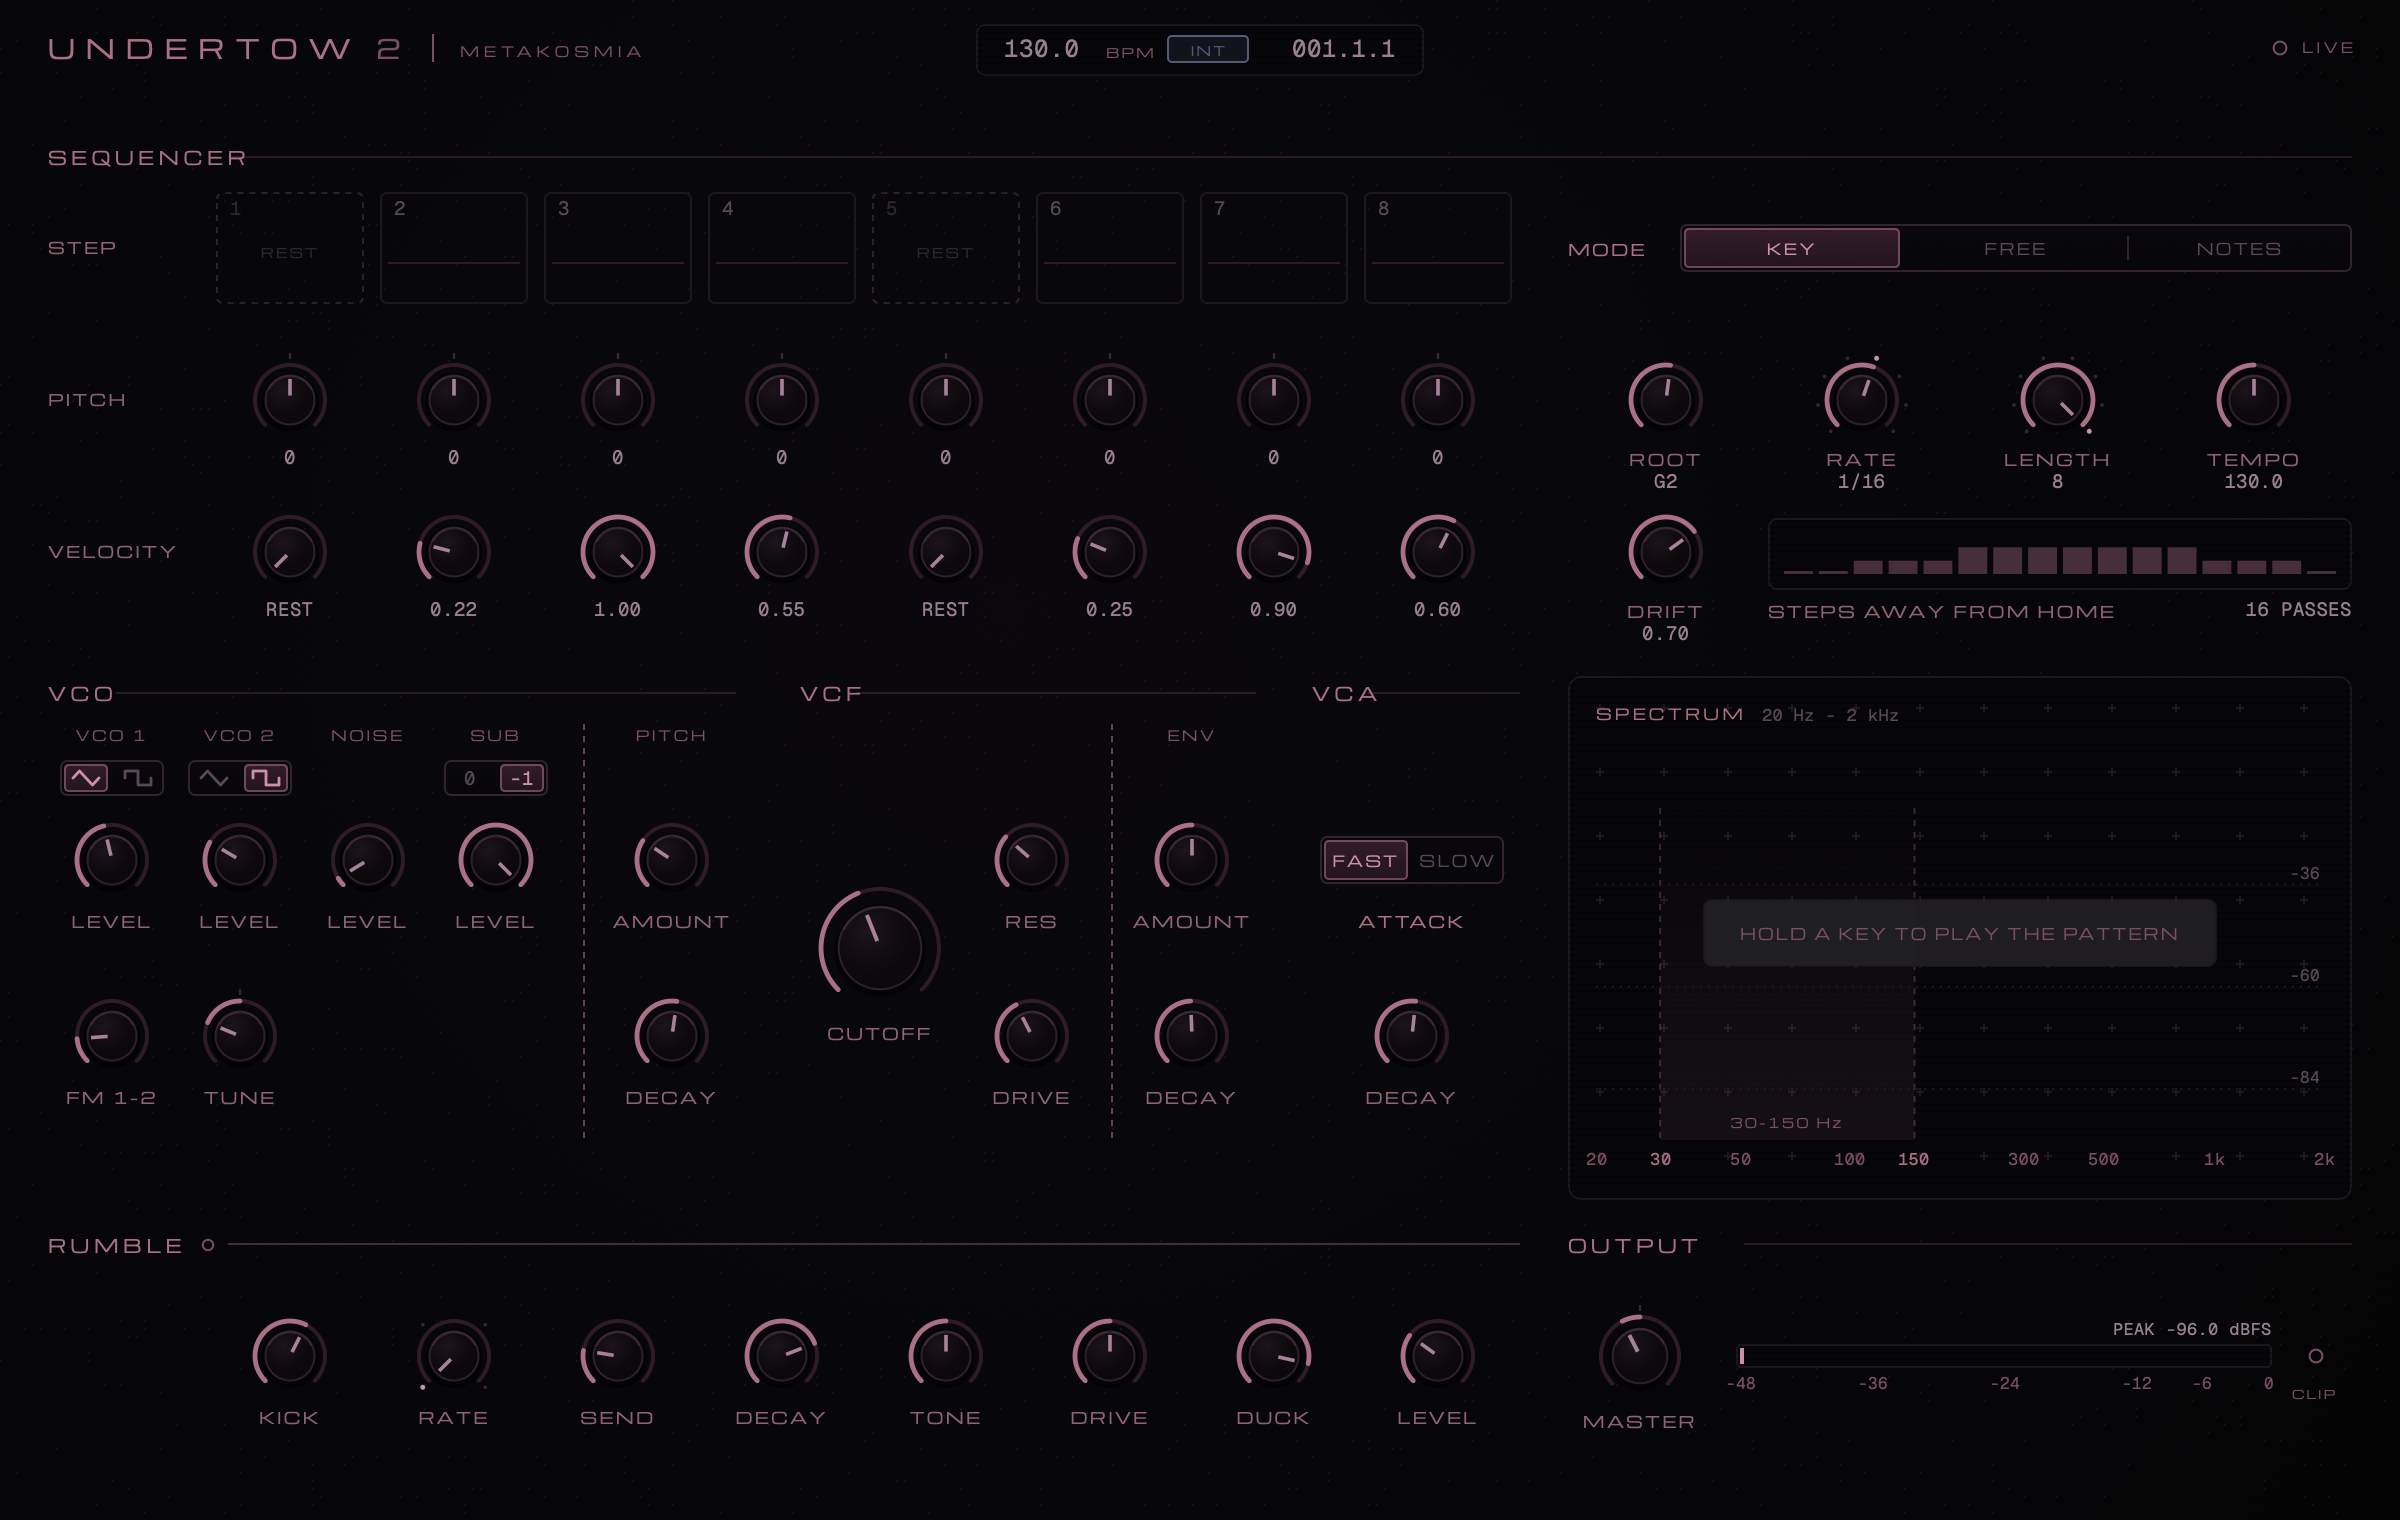 UNDERTOW 2 | METAKOSMIA
130.0 BPM INT 001.1.1
LIVE
SEQUENCER
STEP
1 REST
2
3
4
5 REST
6
7
8
MODE KEY FREE NOTES
PITCH
0 0 0 0 0 0 0 0
ROOT RATE LENGTH TEMPO
G2 1/16 8 130.0
VELOCITY
REST 0.22 1.00 0.55 REST 0.25 0.90 0.60
DRIFT
0.70
STEPS AWAY FROM HOME 16 PASSES
VCO
VCO 1 VCO 2 NOISE SUB PITCH
0 -1
LEVEL LEVEL LEVEL LEVEL AMOUNT
FM 1-2 TUNE DECAY
VCF
ENV
RES AMOUNT
CUTOFF
DRIVE DECAY
VCA
FAST SLOW
ATTACK
DECAY
SPECTRUM 20 Hz - 2 kHz
-36
HOLD A KEY TO PLAY THE PATTERN
-60
-84
30-150 Hz
20 30 50 100 150 300 500 1k 2k
RUMBLE
KICK RATE SEND DECAY TONE DRIVE DUCK LEVEL
OUTPUT
PEAK -96.0 dBFS
-48 -36 -24 -12 -6 0
CLIP
MASTER